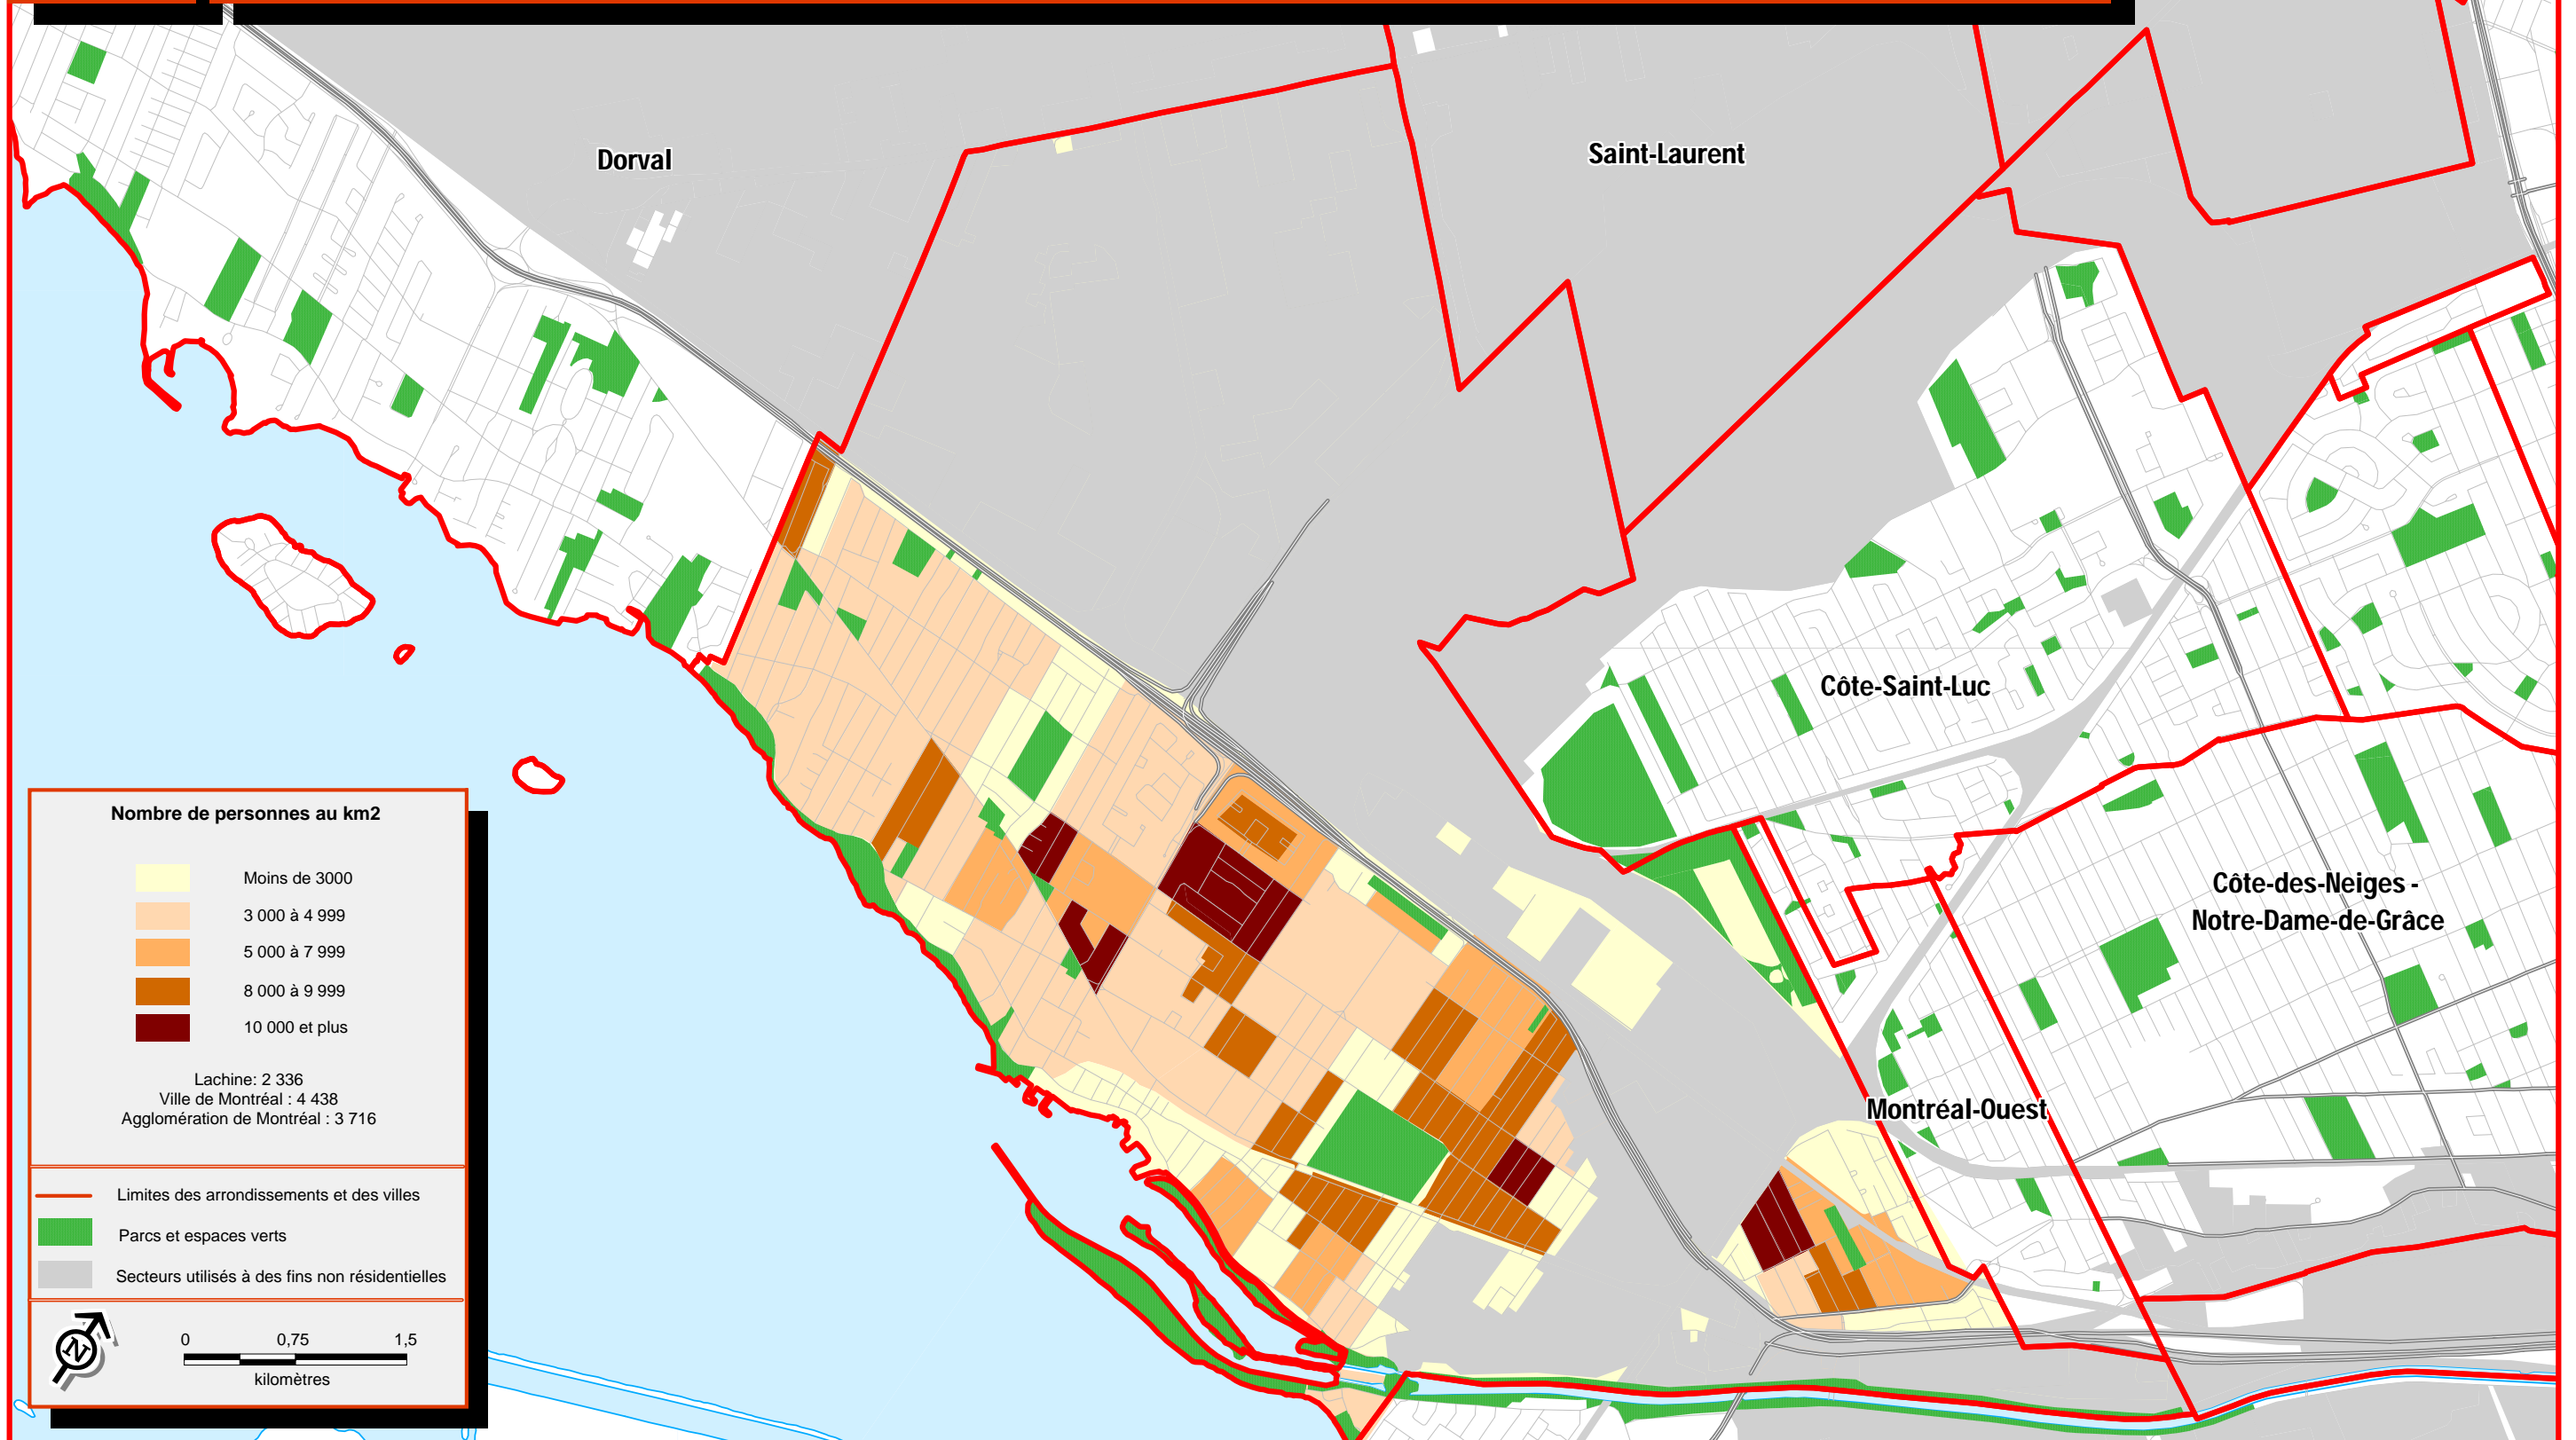 Dorval
Saint-Laurent
Côte-Saint-Luc
Côte-des-Neiges -
Notre-Dame-de-Grâce
Montréal-Ouest
Nombre de personnes au km2
Moins de 3000
3 000 à 4 999
5 000 à 7 999
8 000 à 9 999
10 000 et plus
Lachine: 2 336
Ville de Montréal : 4 438
Agglomération de Montréal : 3 716
Limites des arrondissements et des villes
Parcs et espaces verts
Secteurs utilisés à des fins non résidentielles
N
0 0,75 1,5
kilomètres